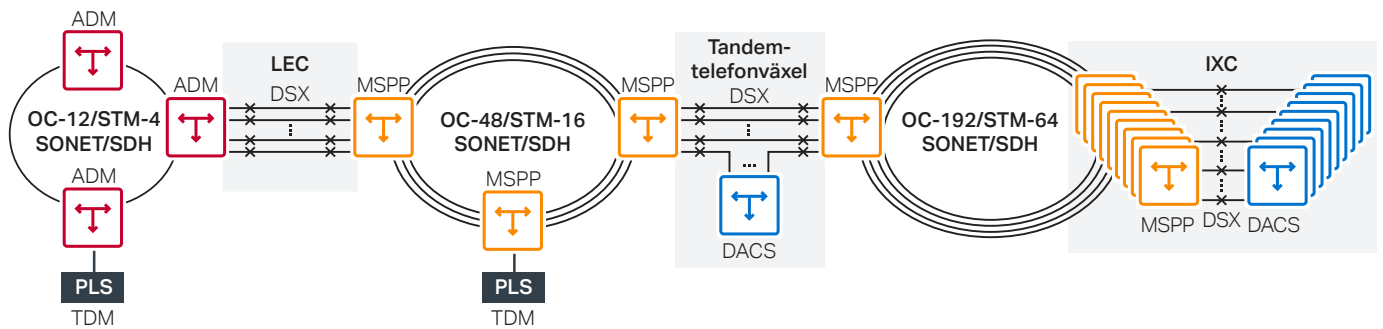 ADM
ADM
OC-12/STM-4
SONET/SDH
ADM
PLS
TDM
LEC
DSX
MSPP
OC-48/STM-16
SONET/SDH
MSPP
PLS
TDM
MSPP
Tandem-
telefonväxel
DSX
DACS
MSPP
OC-192/STM-64
SONET/SDH
IXC
MSPP
DSX
DACS